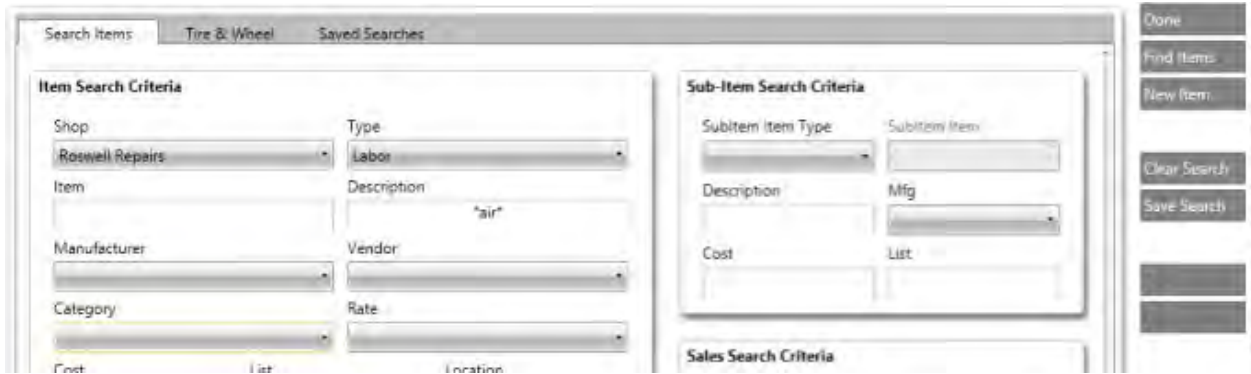 Search Items Tire & Wheel Saved Searches
Done
Find Items
New Item
Clear Search
Save Search
Item Search Criteria
Shop Type
Roswell Repairs Labor
Item Description
*air*
Manufacturer Vendor
Category Rate
Cost List Location
Sub-Item Search Criteria
SubItem Item Type SubItem Item
Description Mfg
Cost List
Sales Search Criteria